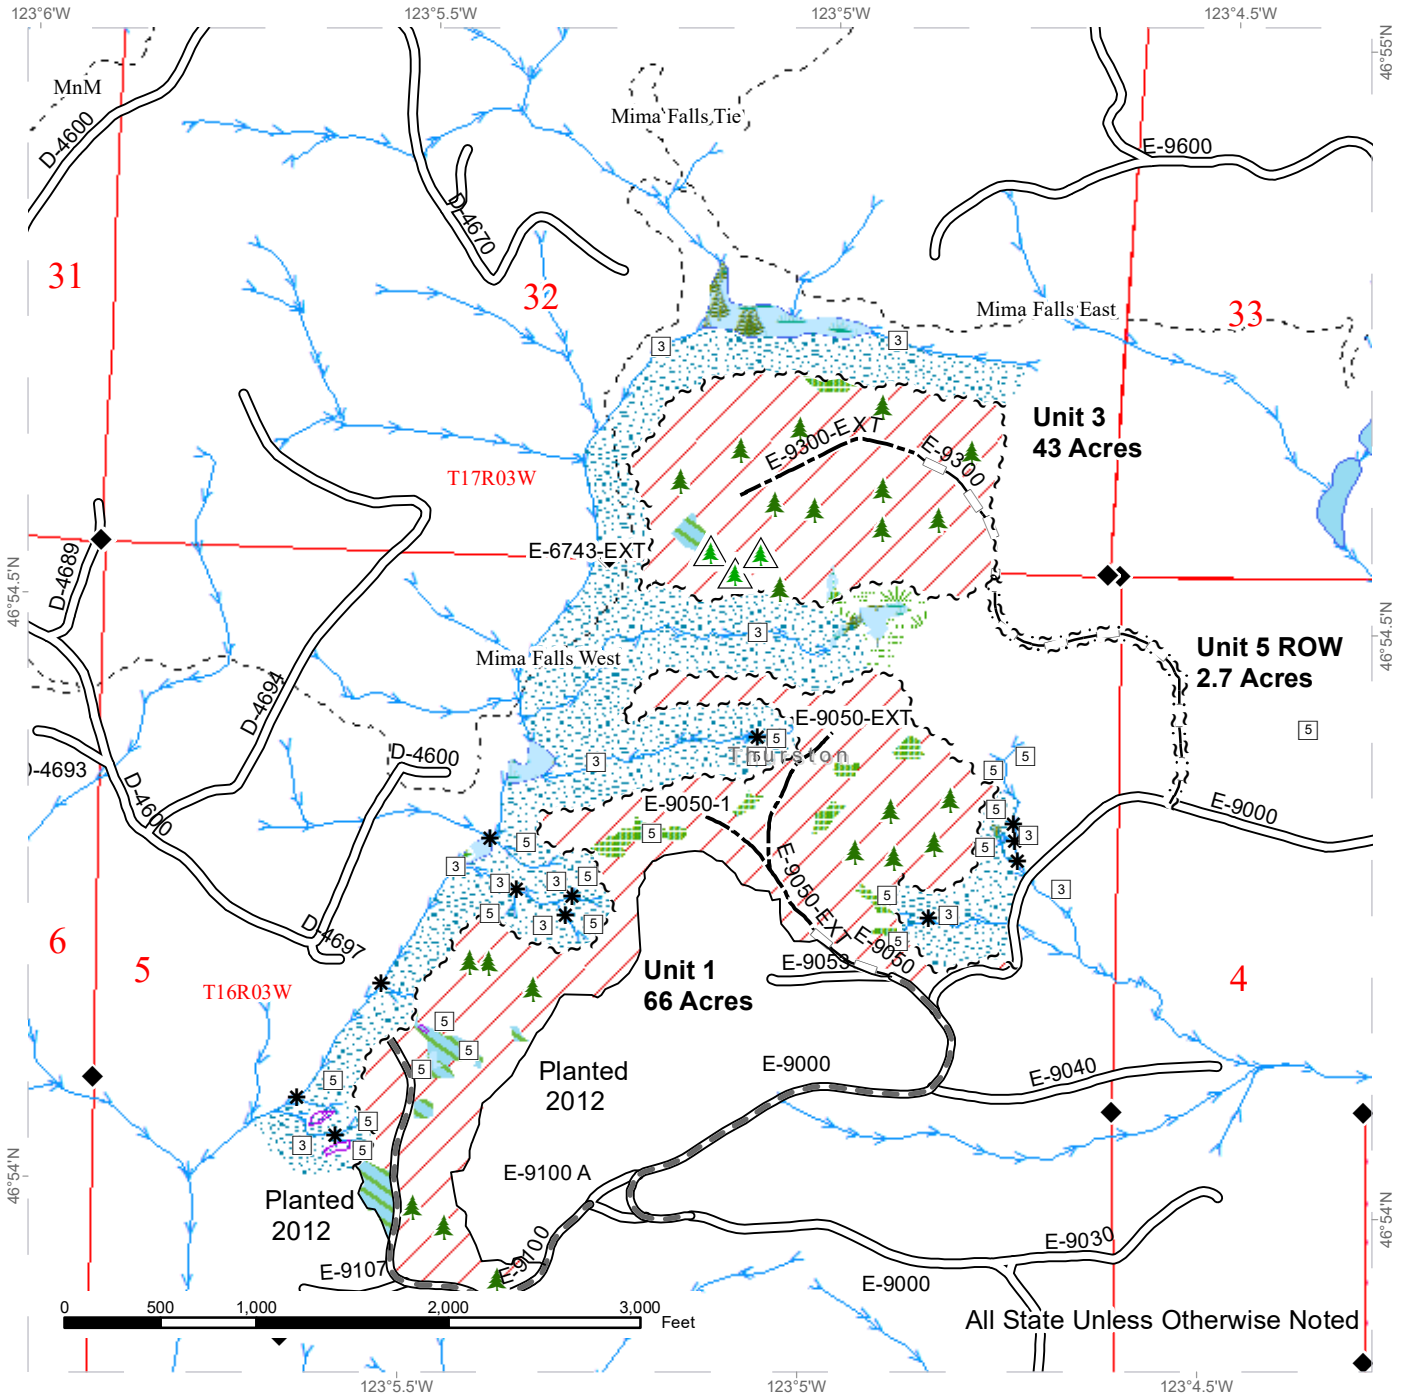 123°6'W
123°5.5'W
123°5'W
123°4.5'W
46°55'N
MnM
D-4600
Mima Falls Tie
E-9600
D-4670
31
32
33
Mima Falls East
3
3
Unit 3
43 Acres
E-9300-EXT
E-9300
T17R03W
E-6743-EXT
D-4689
46°54.5'N
46°54.5'N
3
Mima Falls West
Unit 5 ROW
2.7 Acres
D-4694
E-9050-EXT
5
5
5
Thurston
5
3
5
D-4600
D-4693
D-4600
E-9050-1
5
E-9000
5
5
3
5
3
5
3
3
5
5
3
5
E-9050-EXT
5
3
3
5
E-9050
D-4697
E-9053
6
5
4
T16R03W
Unit 1
66 Acres
5
5
5
Planted
2012
E-9000
E-9040
5
5
3
5
46°54'N
46°54'N
E-9100 A
Planted
2012
E-9100
E-9107
E-9030
E-9000
0
500
1,000
2,000
3,000
Feet
All State Unless Otherwise Noted
123°5.5'W
123°5'W
123°4.5'W